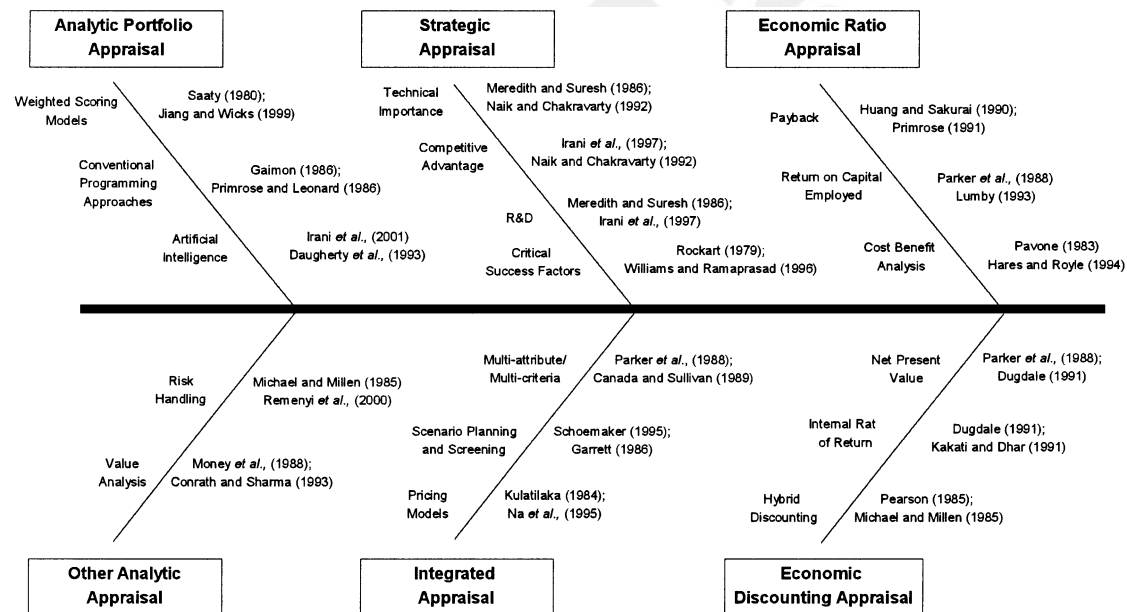 Analytic Portfolio
Appraisal
Strategic
Appraisal
Economic Ratio
Appraisal
Weighted Scoring
Models
Saaty (1980);
Jiang and Wicks (1999)
Conventional
Programming
Approaches
Gaimon (1986);
Primrose and Leonard (1986)
Artificial
Intelligence
Irani et al., (2001)
Daugherty et al., (1993)
Technical
Importance
Meredith and Suresh (1986);
Naik and Chakravarty (1992)
Competitive
Advantage
Irani et al., (1997);
Naik and Chakravarty (1992)
R&D
Meredith and Suresh (1986);
Irani et al., (1997)
Critical
Success Factors
Rockart (1979);
Williams and Ramaprasad (1996)
Payback
Huang and Sakurai (1990);
Primrose (1991)
Return on Capital
Employed
Parker et al., (1988)
Lumby (1993)
Cost Benefit
Analysis
Pavone (1983)
Hares and Royle (1994)
Risk
Handling
Michael and Millen (1985)
Remenyi et al., (2000)
Value
Analysis
Money et al., (1988);
Conrath and Sharma (1993)
Multi-attribute/
Multi-criteria
Parker et al., (1988);
Canada and Sullivan (1989)
Scenario Planning
and Screening
Schoemaker (1995);
Garrett (1986)
Pricing
Models
Kulatilaka (1984);
Na et al., (1995)
Net Present
Value
Parker et al., (1988);
Dugdale (1991)
Internal Rat
of Return
Dugdale (1991);
Kakati and Dhar (1991)
Hybrid
Discounting
Pearson (1985);
Michael and Millen (1985)
Other Analytic
Appraisal
Integrated
Appraisal
Economic
Discounting Appraisal